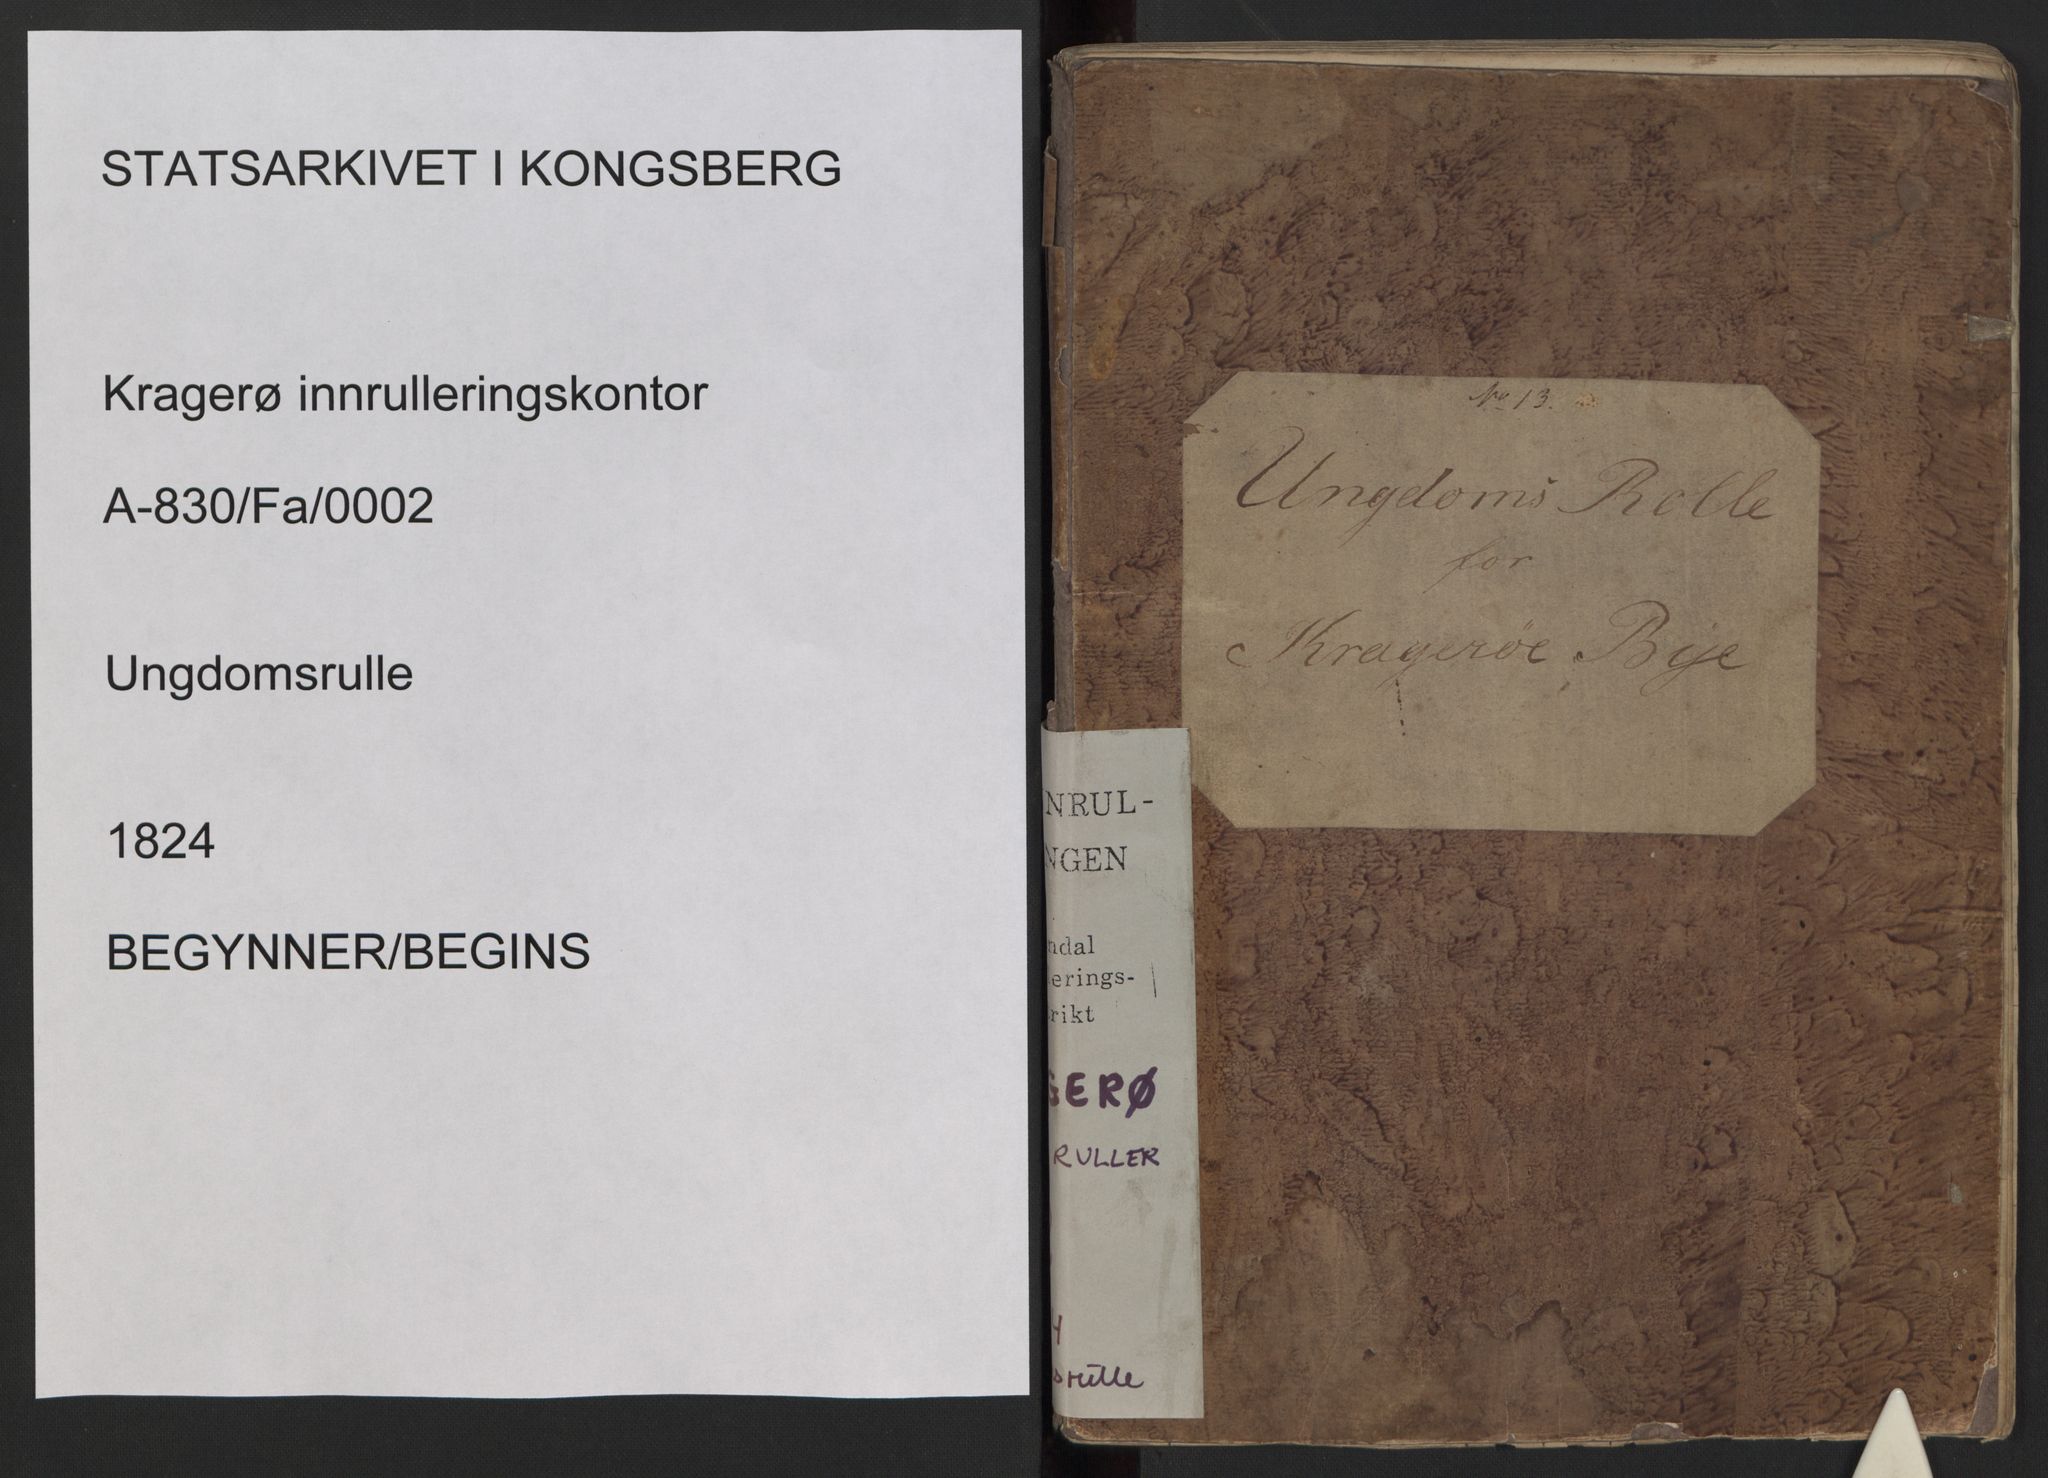 STATSARKIVET I KONGSBERG
Kragerø innrulleringskontor
A-830/Fa/0002
Ungdomsrulle
1824
BEGYNNER/BEGINS
No 13.
Ungdoms Rolle
for
Kragerøe Bye
NRUL-
NGEN
ndal
erings-
rikt
GERØ
RULLER
4
srulle